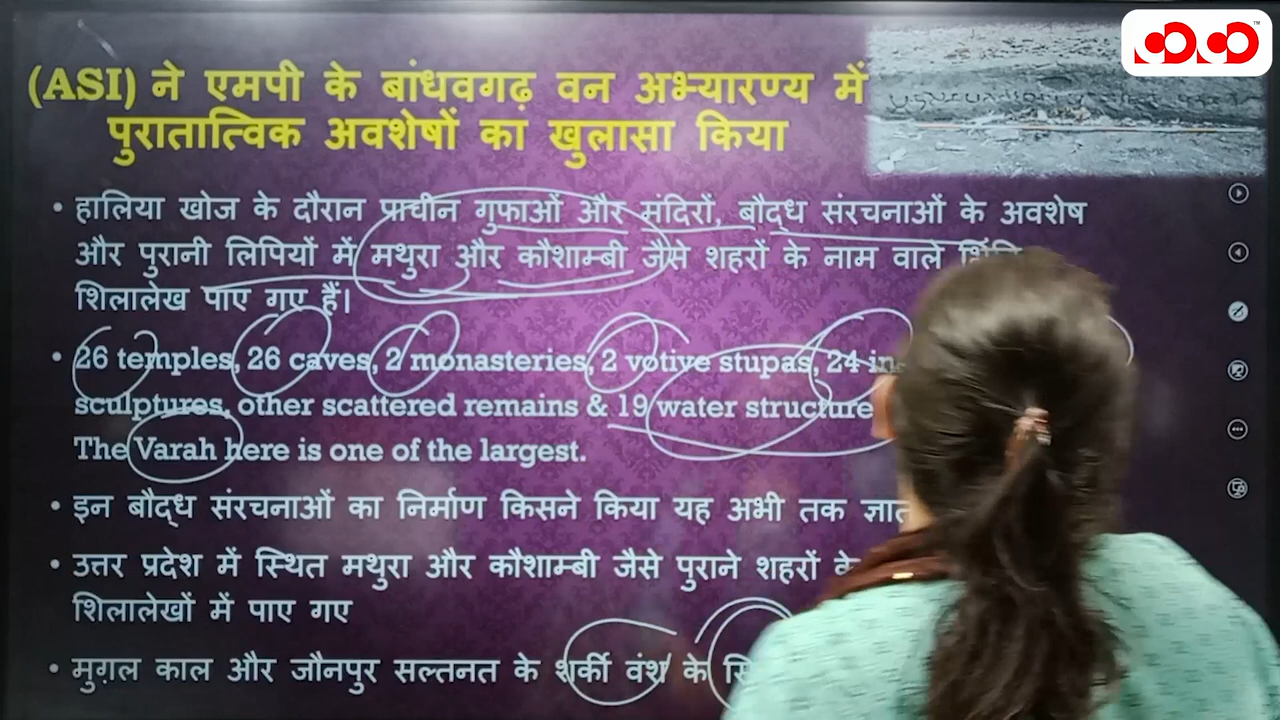 (ASI) ने एमपी के बांधवगढ़ वन अभ्यारण्य में
पुरातात्विक अवशेषों का खुलासा किया
• हालिया खोज के दौरान प्राचीन गुफाओं और मंदिरों, बौद्ध संरचनाओं के अवशेष
और पुरानी लिपियों में मथुरा और कौशाम्बी जैसे शहरों के नाम वाले
शिलालेख पाए गए हैं।
• 26 temples, 26 caves, 2 monasteries, 2 votive stupas, 24
sculptures, other scattered remains & 19 water structure
The Varah here is one of the largest.
• इन बौद्ध संरचनाओं का निर्माण किसने किया यह अभी तक
• उत्तर प्रदेश में स्थित मथुरा और कौशाम्बी जैसे पुराने शहरों के
शिलालेखों में पाए गए
• मुग़ल काल और जौनपुर सल्तनत के शर्की वंश के